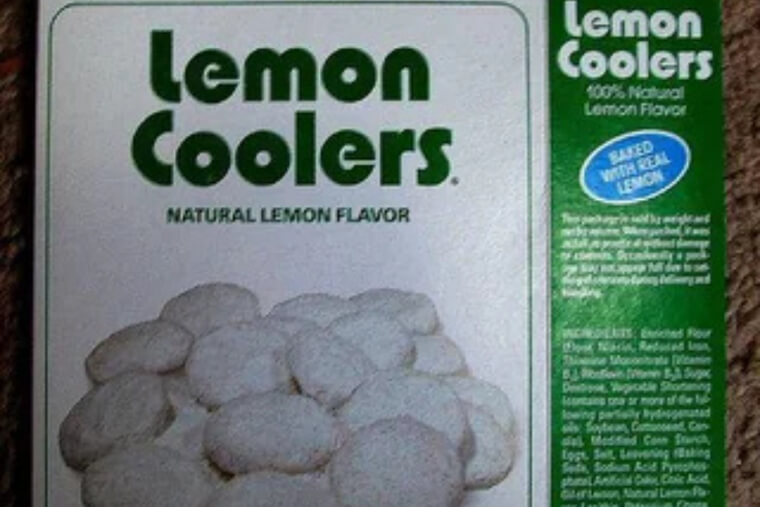 Lemon
Coolers®
NATURAL LEMON FLAVOR
Lemon
Coolers
100% Natural
Lemon Flavor
BAKED
WITH REAL
LEMON
This package is sold by weight and
not by volume. When packed, it was
as full as
without damage
to contents. Occasionally a pack-
age may not appear full due to
during delivery and
handling.
INGREDIENTS: Enriched Flour
(Flour, Niacin, Reduced Iron,
Thiamine Mononitrate (Vitamin
B₁), Riboflavin (Vitamin B₂)), Sugar,
Dextrose, Vegetable Shortening
(contains one or more of the fol-
lowing partially hydrogenated
oils: Soybean, Cottonseed, Can-
ola), Modified Corn Starch,
Eggs, Salt, Leavening (Baking
Soda, Sodium Acid Pyrophos-
phate), Artificial Color, Citric Acid,
Oil of Lemon, Natural Lemon Fla-